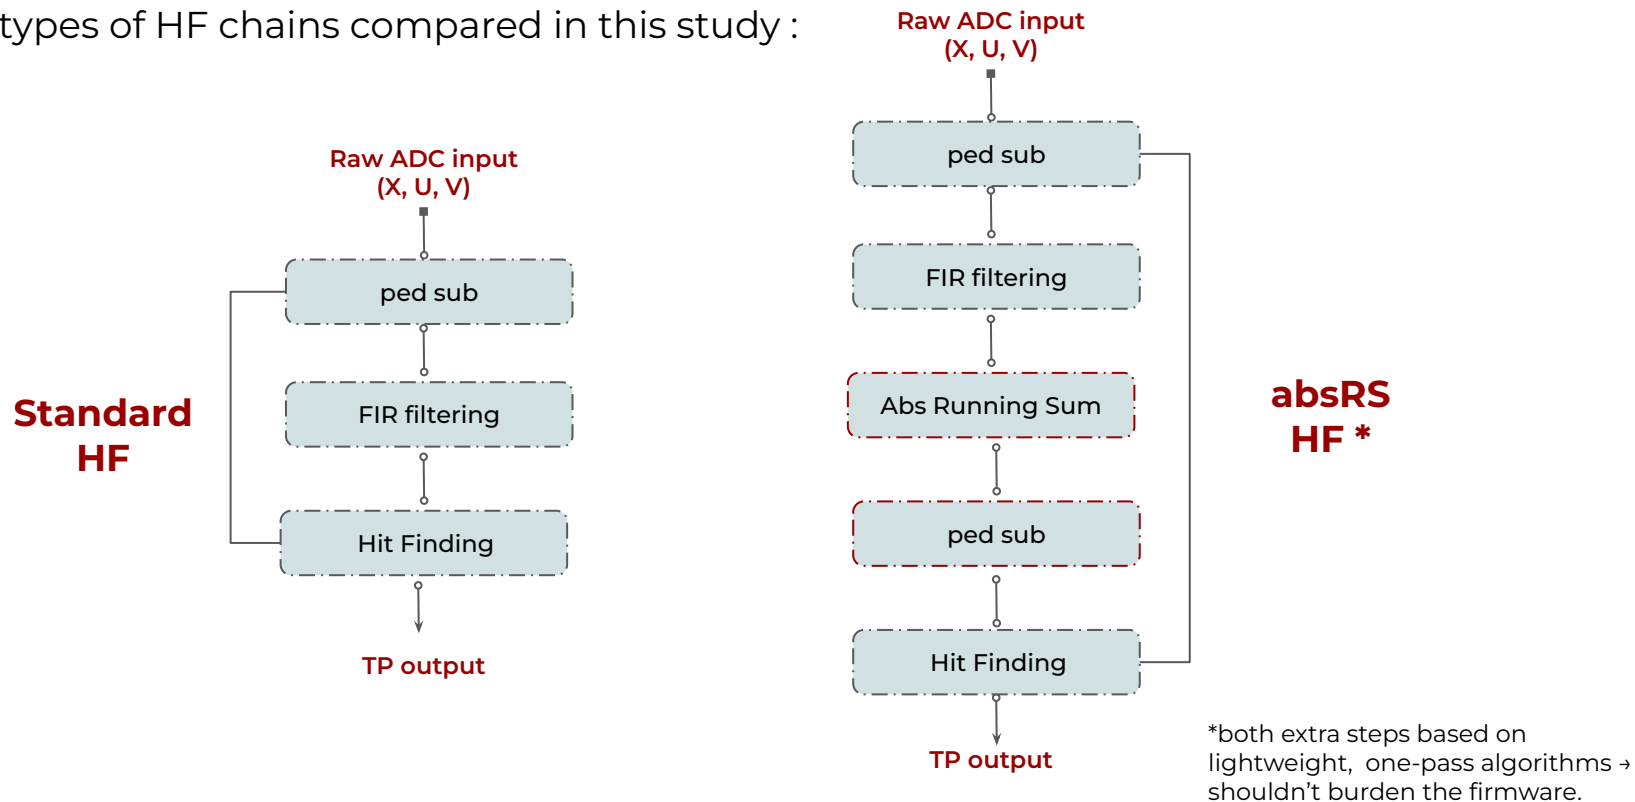 types of HF chains compared in this study :
Standard
HF
Raw ADC input
(X, U, V)
ped sub
FIR filtering
Hit Finding
TP output
Raw ADC input
(X, U, V)
ped sub
FIR filtering
Abs Running Sum
ped sub
Hit Finding
TP output
absRS
HF *
*both extra steps based on
lightweight, one-pass algorithms →
shouldn't burden the firmware.